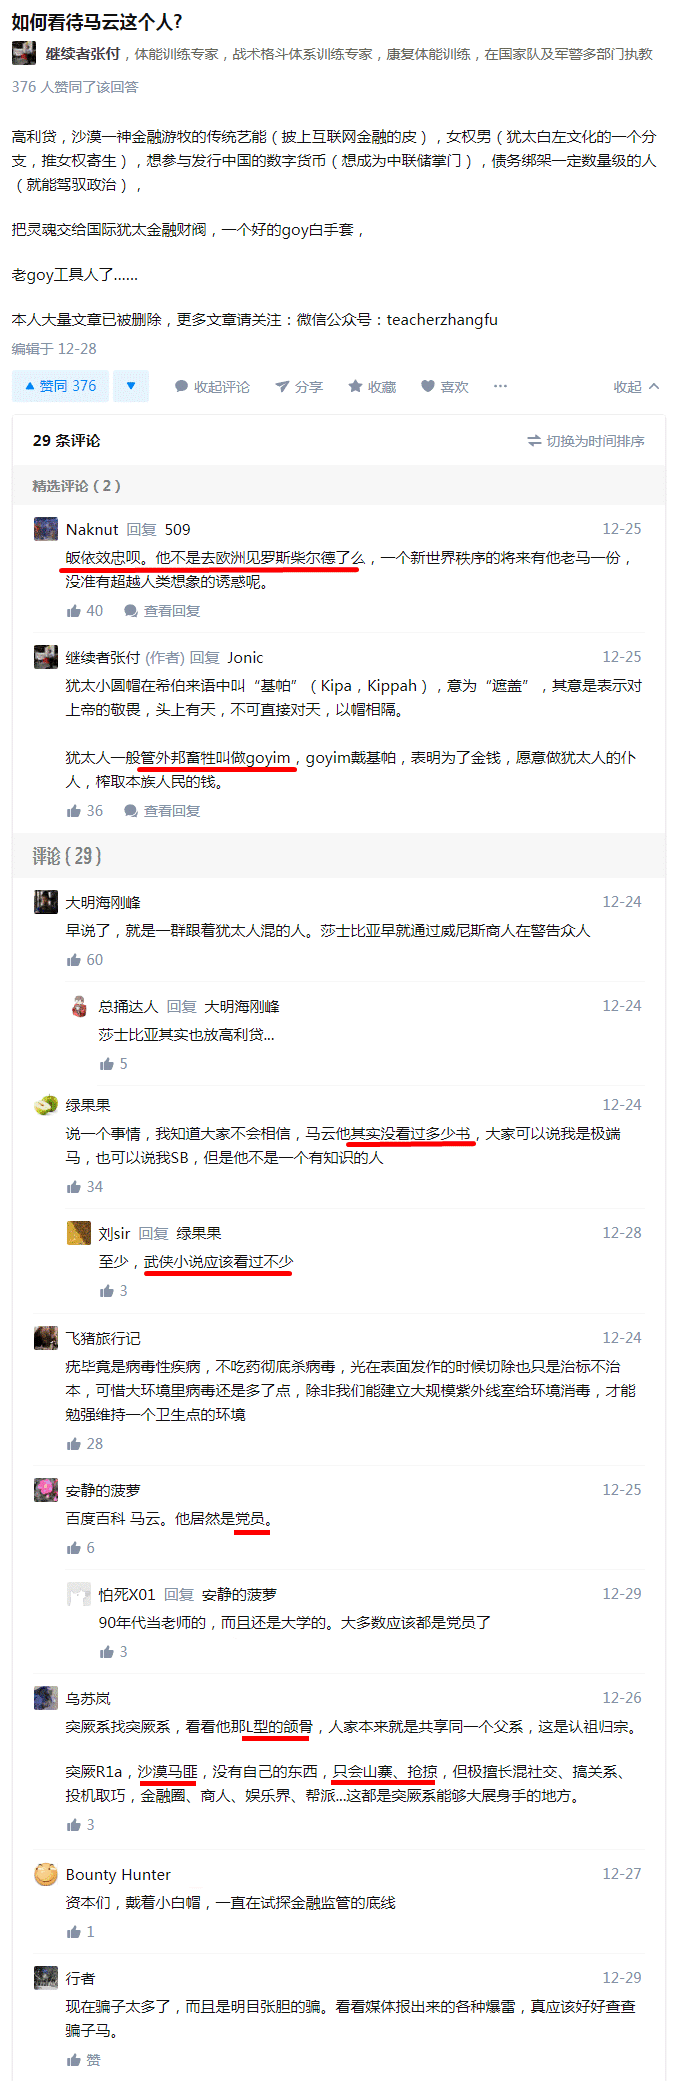 如何看待马云这个人?
继续者张付，体能训练专家，战术格斗体系训练专家，康复体能训练，在国家队及军警多部门执教
376 人赞同了该回答
高利贷，沙漠一神金融游牧的传统艺能（披上互联网金融的皮），女权男（犹太白左文化的一个分
支，推女权寄生），想参与发行中国的数字货币（想成为中联储掌门），债务绑架一定数量级的人
（就能驾驭政治），
把灵魂交给国际犹太金融财阀，一个好的goy白手套，
老goy工具人了......
本人大量文章已被删除，更多文章请关注：微信公众号：teacherzhangfu
编辑于 12-28
赞同 376 收起评论 分享 收藏 喜欢 ··· 收起
29 条评论 切换为时间排序
精选评论（2）
Naknut 回复 509 12-25
皈依效忠呗。他不是去欧洲见罗斯柴尔德了么，一个新世界秩序的将来有他老马一份，
没准有超越人类想象的诱惑呢。
40 查看回复
继续者张付 (作者) 回复 Jonic 12-25
犹太小圆帽在希伯来语中叫“基帕”（Kipa，Kippah），意为“遮盖”，其意是表示对
上帝的敬畏，头上有天，不可直接对天，以帽相隔。
犹太人一般管外邦畜牲叫做goyim，goyim戴基帕，表明为了金钱，愿意做犹太人的仆
人，榨取本族人民的钱。
36 查看回复
评论（29）
大明海刚峰 12-24
早说了，就是一群跟着犹太人混的人。莎士比亚早就通过威尼斯商人在警告众人
60
总捅达人 回复 大明海刚峰 12-24
莎士比亚其实也放高利贷...
5
绿果果 12-24
说一个事情，我知道大家不会相信，马云他其实没看过多少书，大家可以说我是极端
马，也可以说我SB，但是他不是一个有知识的人
34
刘sir 回复 绿果果 12-28
至少，武侠小说应该看过不少
3
飞猪旅行记 12-24
疣毕竟是病毒性疾病，不吃药彻底杀病毒，光在表面发作的时候切除也只是治标不治
本，可惜大环境里病毒还是多了点，除非我们能建立大规模紫外线室给环境消毒，才能
勉强维持一个卫生点的环境
28
安静的菠萝 12-25
百度百科 马云。他居然是党员。
6
怕死X01 回复 安静的菠萝 12-29
90年代当老师的，而且还是大学的。大多数应该都是党员了
3
乌苏岚 12-26
突厥系找突厥系，看看他那L型的颌骨，人家本来就是共享同一个父系，这是认祖归宗。
突厥R1a，沙漠马匪，没有自己的东西，只会山寨、抢掠，但极擅长混社交、搞关系、
投机取巧，金融圈、商人、娱乐界、帮派...这都是突厥系能够大展身手的地方。
3
Bounty Hunter 12-27
资本们，戴着小白帽，一直在试探金融监管的底线
1
行者 12-29
现在骗子太多了，而且是明目张胆的骗。看看媒体报出来的各种爆雷，真应该好好查查
骗子马。
赞